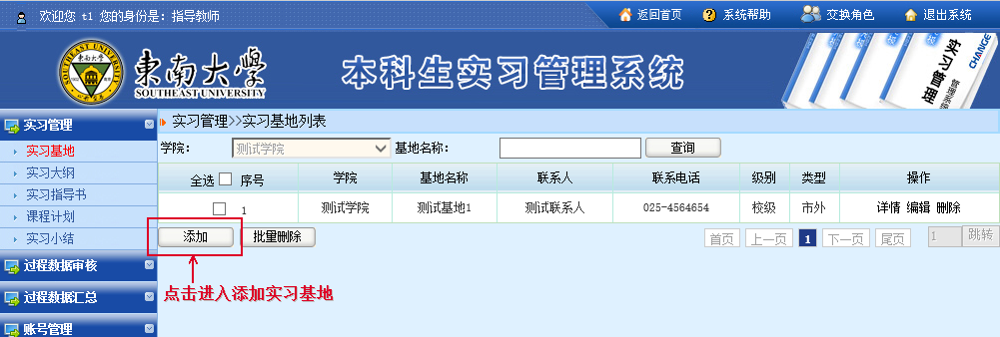 欢迎您 t1 您的身份是：指导教师
返回首页 系统帮助 交换角色 退出系统
東南大學
SOUTHEAST UNIVERSITY
本科生实习管理系统
实习管理
管理系统
CHANGE
实习管理
实习基地
实习大纲
实习指导书
课程计划
实习小结
过程数据审核
过程数据汇总
账号管理
实习管理>>实习基地列表
学院： 测试学院 基地名称： 查询
全选 序号 学院 基地名称 联系人 联系电话 级别 类型 操作
1 测试学院 测试基地1 测试联系人 025-4564654 校级 市外 详情 编辑 删除
添加 批量删除 首页 上一页 1 下一页 尾页 1 跳转
点击进入添加实习基地